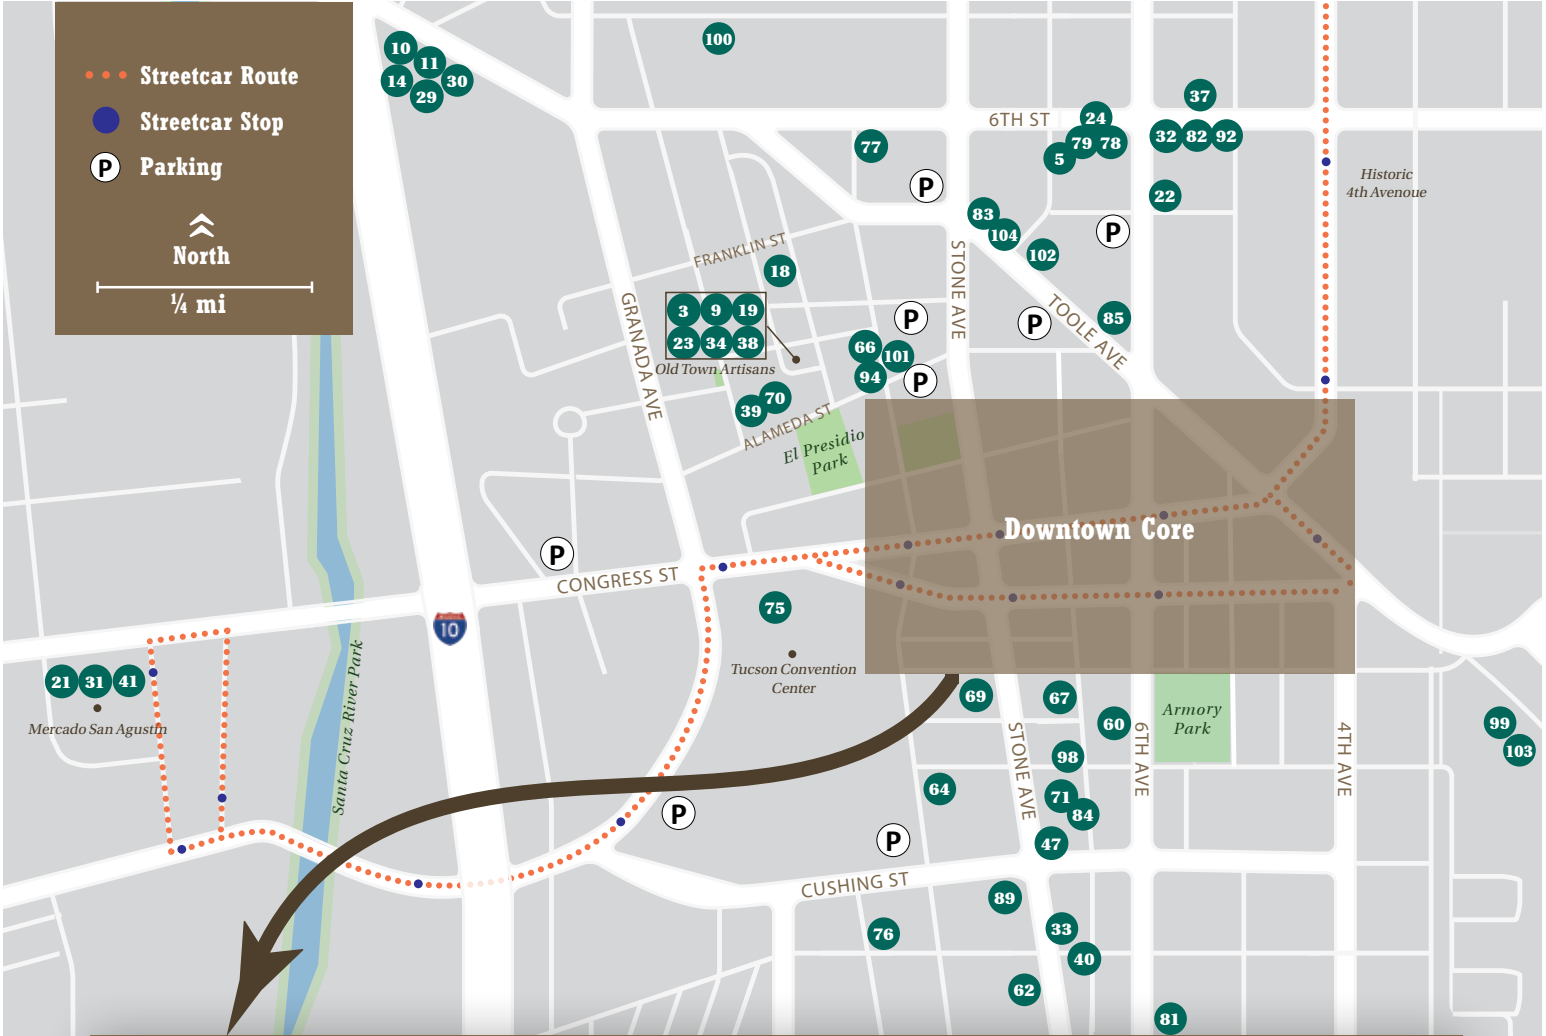 Streetcar Route
Streetcar Stop
P
Parking
North
¼ mi
10
11
14
30
29
100
37
6TH ST
24
32
82
92
79
78
5
77
P
Historic
4th Avenoue
22
83
104
P
102
FRANKLIN ST
18
STONE AVE
3
9
19
23
34
38
Old Town Artisans
GRANADA AVE
P
P
TOOLE AVE
85
66
101
94
P
70
39
ALAMEDA ST
El Presidio
Park
Downtown Core
P
CONGRESS ST
75
INTERSTATE
10
Tucson Convention
Center
21
31
41
Mercado San Agustin
Santa Cruz River Park
69
67
60
Armory
Park
STONE AVE
6TH AVE
4TH AVE
99
103
98
64
71
84
P
P
47
CUSHING ST
89
76
33
40
62
81